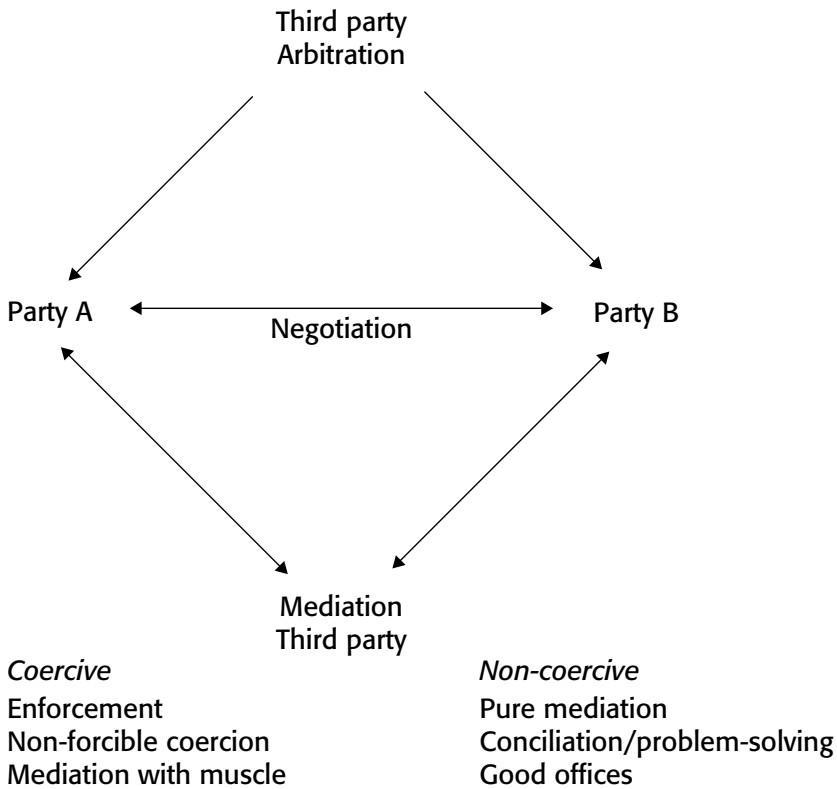 Third party
Arbitration
Party A
Negotiation
Party B
Mediation
Third party
Coercive
Enforcement
Non-forcible coercion
Mediation with muscle
Non-coercive
Pure mediation
Conciliation/problem-solving
Good offices